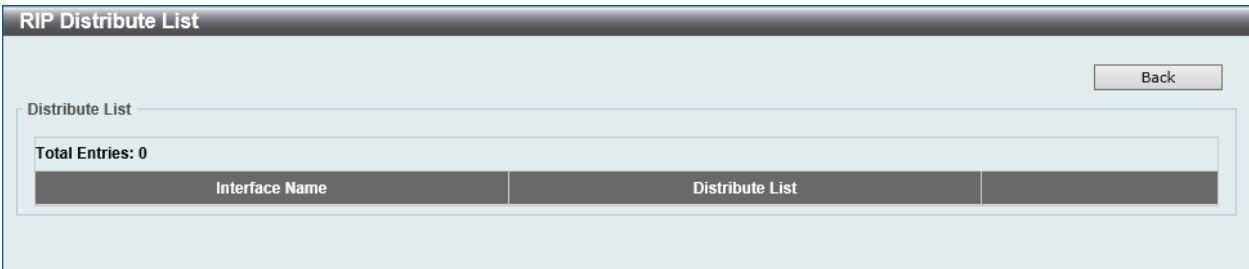 RIP Distribute List
Back
Distribute List
Total Entries: 0
Interface Name Distribute List